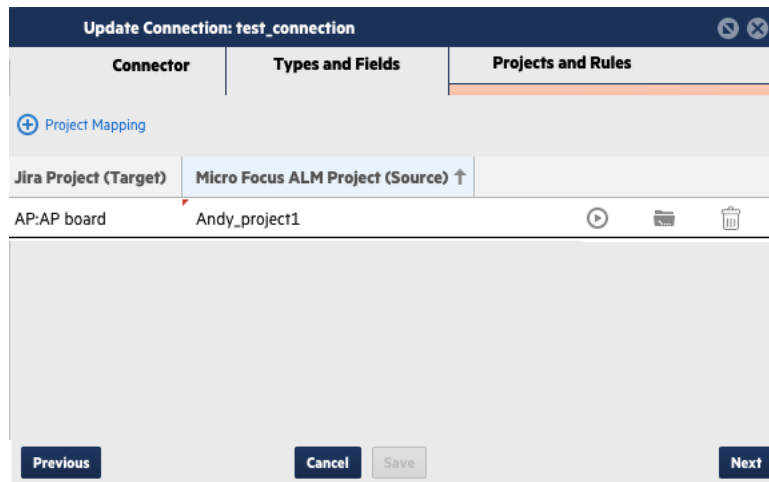 Update Connection: test_connection
Connector Types and Fields Projects and Rules
Project Mapping
Jira Project (Target) Micro Focus ALM Project (Source)
AP:AP board Andy_project1
Previous Cancel Save Next